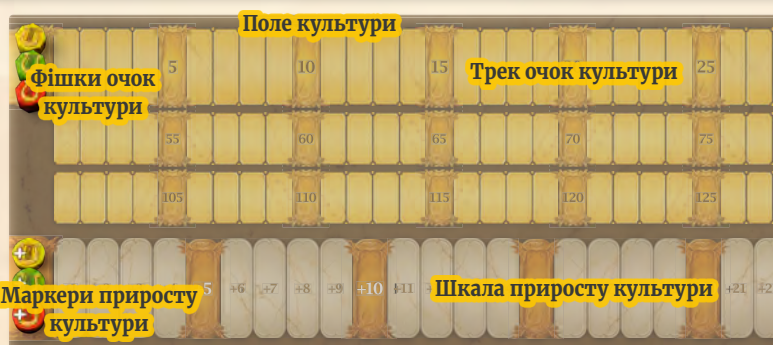 Поле культури
5 10 15 Трек очок культури 25
Фішки очок
культури
55 60 65 70 75
105 110 115 120 125
+6 +7 +8 +9 +10 +11 Шкала приросту культури +21
Маркери приросту
культури